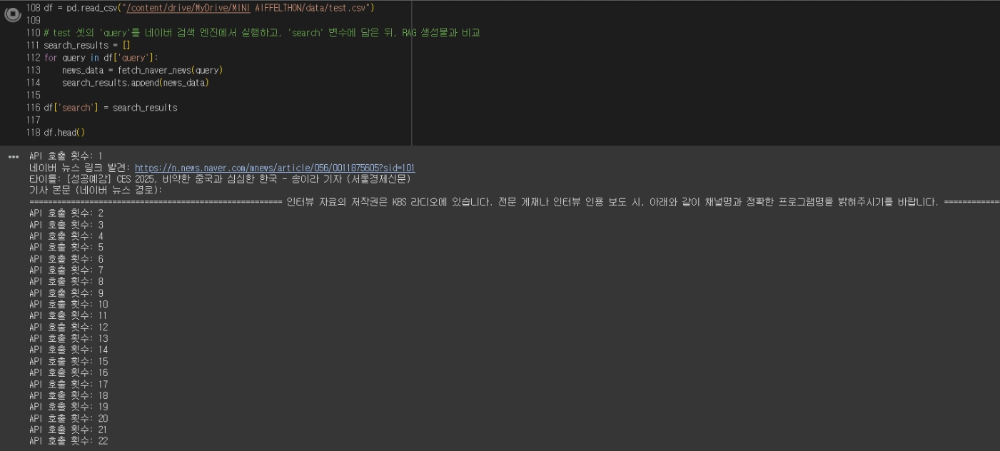 108 df = pd.read_csv("/content/drive/MyDrive/MINI AIFFELTHON/data/test.csv")
109
110 # test 셋의 'query'를 네이버 검색 엔진에서 실행하고, 'search' 변수에 담은 뒤, RAG 생성물과 비교
111 search_results = []
112 for query in df['query']:
113     news_data = fetch_naver_news(query)
114     search_results.append(news_data)
115
116 df['search'] = search_results
117
118 df.head()
API 호출 횟수: 1
네이버 뉴스 링크 발견: https://n.news.naver.com/mnews/article/056/0011875605?sid=101
타이틀: [성공예감] CES 2025, 비약한 중국과 심심한 한국 - 송이라 기자 (서울경제신문)
기사 본문 (네이버 뉴스 경로):
==================================================== 인터뷰 자료의 저작권은 KBS 라디오에 있습니다. 전문 게재나 인터뷰 인용 보도 시, 아래와 같이 채널명과 정확한 프로그램명을 밝혀주시기를 바랍니다. ============
API 호출 횟수: 2
API 호출 횟수: 3
API 호출 횟수: 4
API 호출 횟수: 5
API 호출 횟수: 6
API 호출 횟수: 7
API 호출 횟수: 8
API 호출 횟수: 9
API 호출 횟수: 10
API 호출 횟수: 11
API 호출 횟수: 12
API 호출 횟수: 13
API 호출 횟수: 14
API 호출 횟수: 15
API 호출 횟수: 16
API 호출 횟수: 17
API 호출 횟수: 18
API 호출 횟수: 19
API 호출 횟수: 20
API 호출 횟수: 21
API 호출 횟수: 22